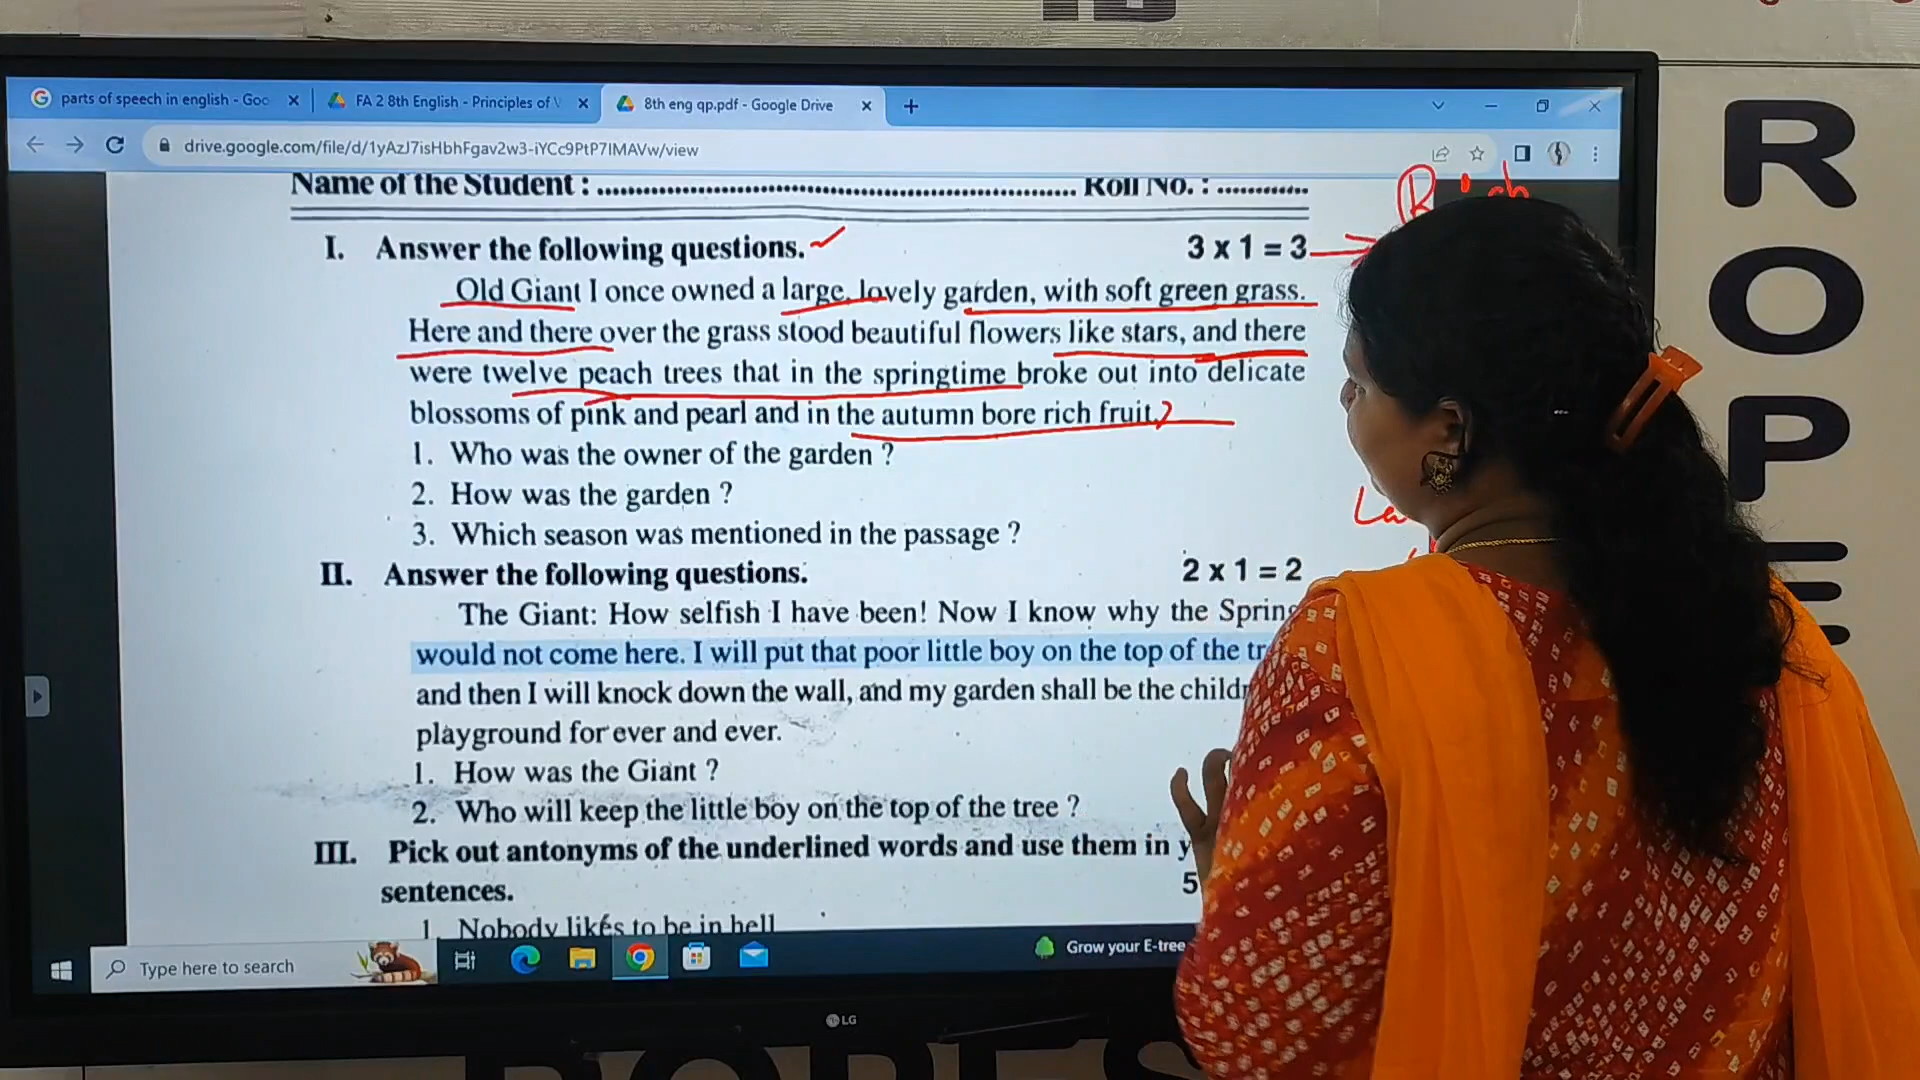 parts of speech in english - Goo
FA 2 8th English - Principles of V
8th eng qp.pdf - Google Drive
drive.google.com/file/d/1yAzJ7isHbhFgav2w3-iYCc9PtP7IMAVw/view
Name of the Student : ............ Roll No. : ............
I. Answer the following questions. 3 x 1 = 3
Old Giant I once owned a large, lovely garden, with soft green grass.
Here and there over the grass stood beautiful flowers like stars, and there
were twelve peach trees that in the springtime broke out into delicate
blossoms of pink and pearl and in the autumn bore rich fruit.
1. Who was the owner of the garden ?
2. How was the garden ?
3. Which season was mentioned in the passage ?
II. Answer the following questions. 2 x 1 = 2
The Giant: How selfish I have been! Now I know why the Spring
would not come here. I will put that poor little boy on the top of the tr
and then I will knock down the wall, and my garden shall be the childr
playground for ever and ever.
1. How was the Giant ?
2. Who will keep the little boy on the top of the tree ?
III. Pick out antonyms of the underlined words and use them in y
sentences. 5
1. Nobody likes to be in hell
Type here to search
Grow your E-tree
LG
ROPE